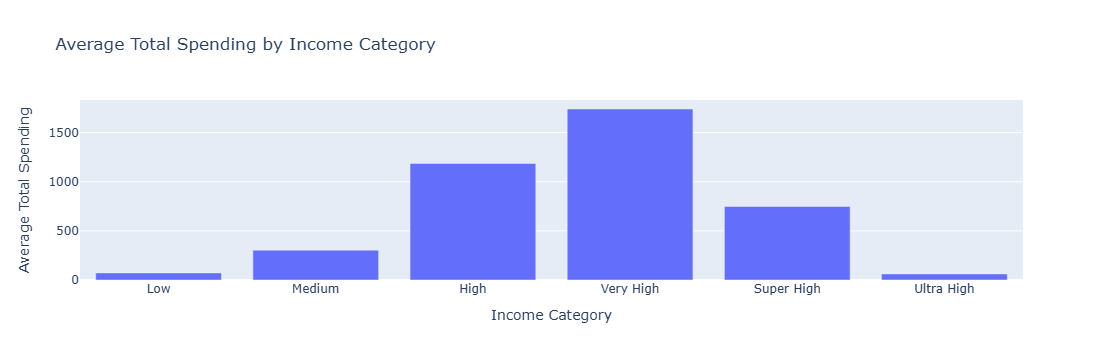 Average Total Spending by Income Category
Average Total Spending
1500
1000
500
0
Low Medium High Very High Super High Ultra High
Income Category